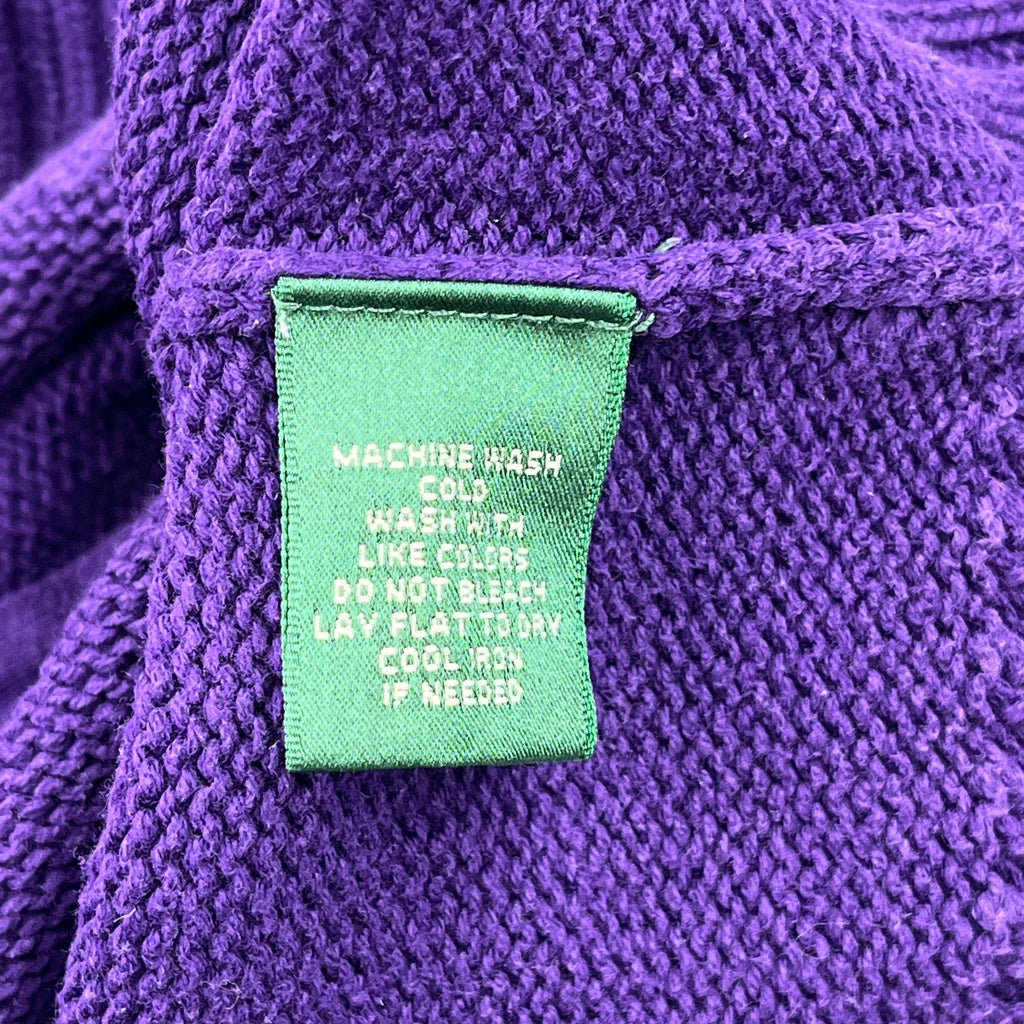 MACHINE WASH
COLD
WASH WITH
LIKE COLORS
DO NOT BLEACH
LAY FLAT TO DRY
COOL IRON
IF NEEDED